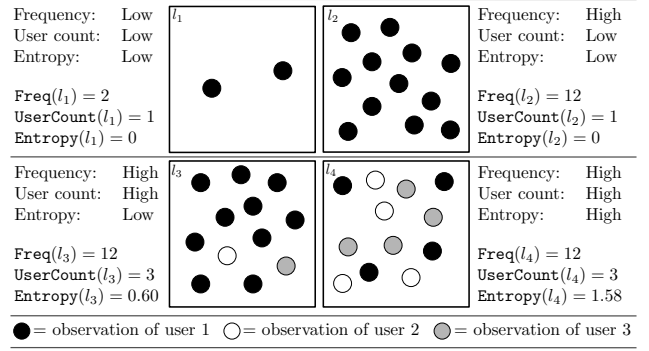 Frequency: Low
User count: Low
Entropy: Low
Freq(l1) = 2
UserCount(l1) = 1
Entropy(l1) = 0
l1
l2
Frequency: High
User count: Low
Entropy: Low
Freq(l2) = 12
UserCount(l2) = 1
Entropy(l2) = 0
Frequency: High
User count: High
Entropy: Low
Freq(l3) = 12
UserCount(l3) = 3
Entropy(l3) = 0.60
l3
l4
Frequency: High
User count: High
Entropy: High
Freq(l4) = 12
UserCount(l4) = 3
Entropy(l4) = 1.58
= observation of user 1 = observation of user 2 = observation of user 3